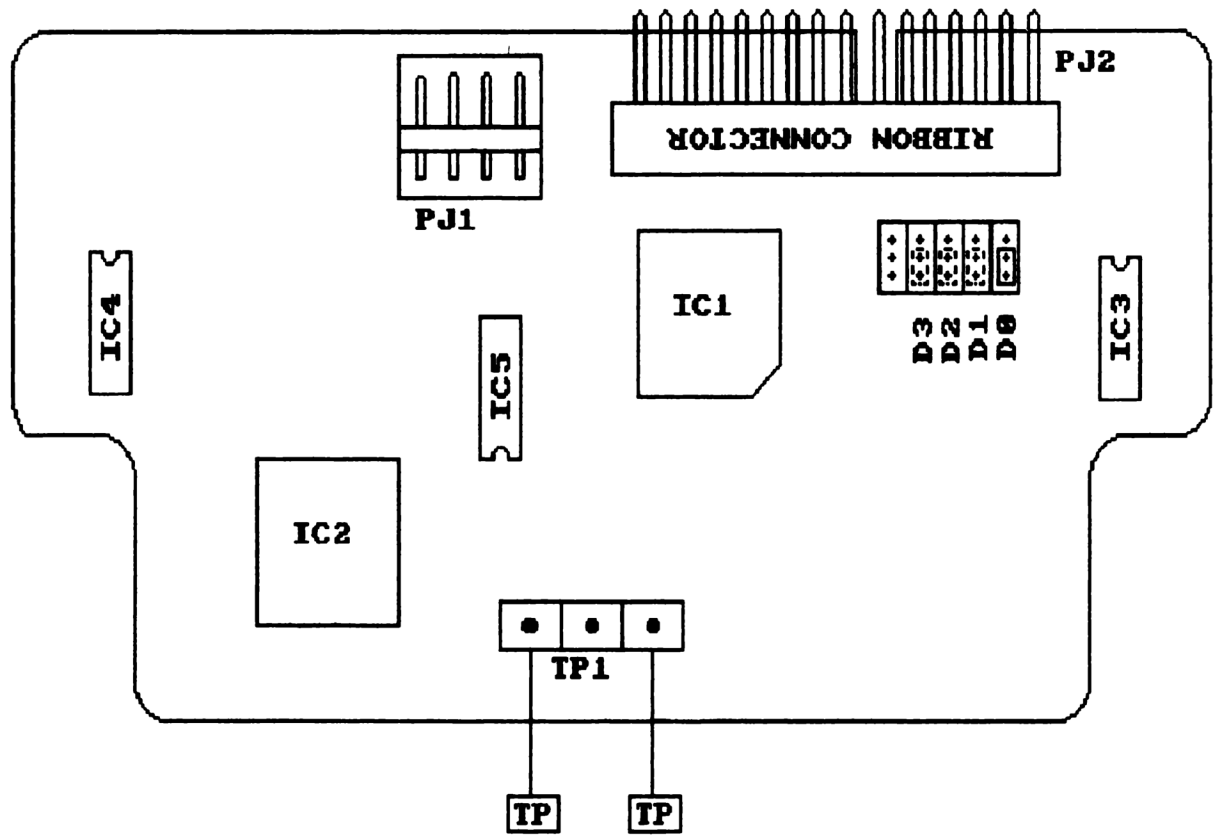 PJ2
RIBBON CONNECTOR
PJ1
IC4
IC1
IC3
D3
D2
D1
D0
IC5
IC2
TP1
TP
TP